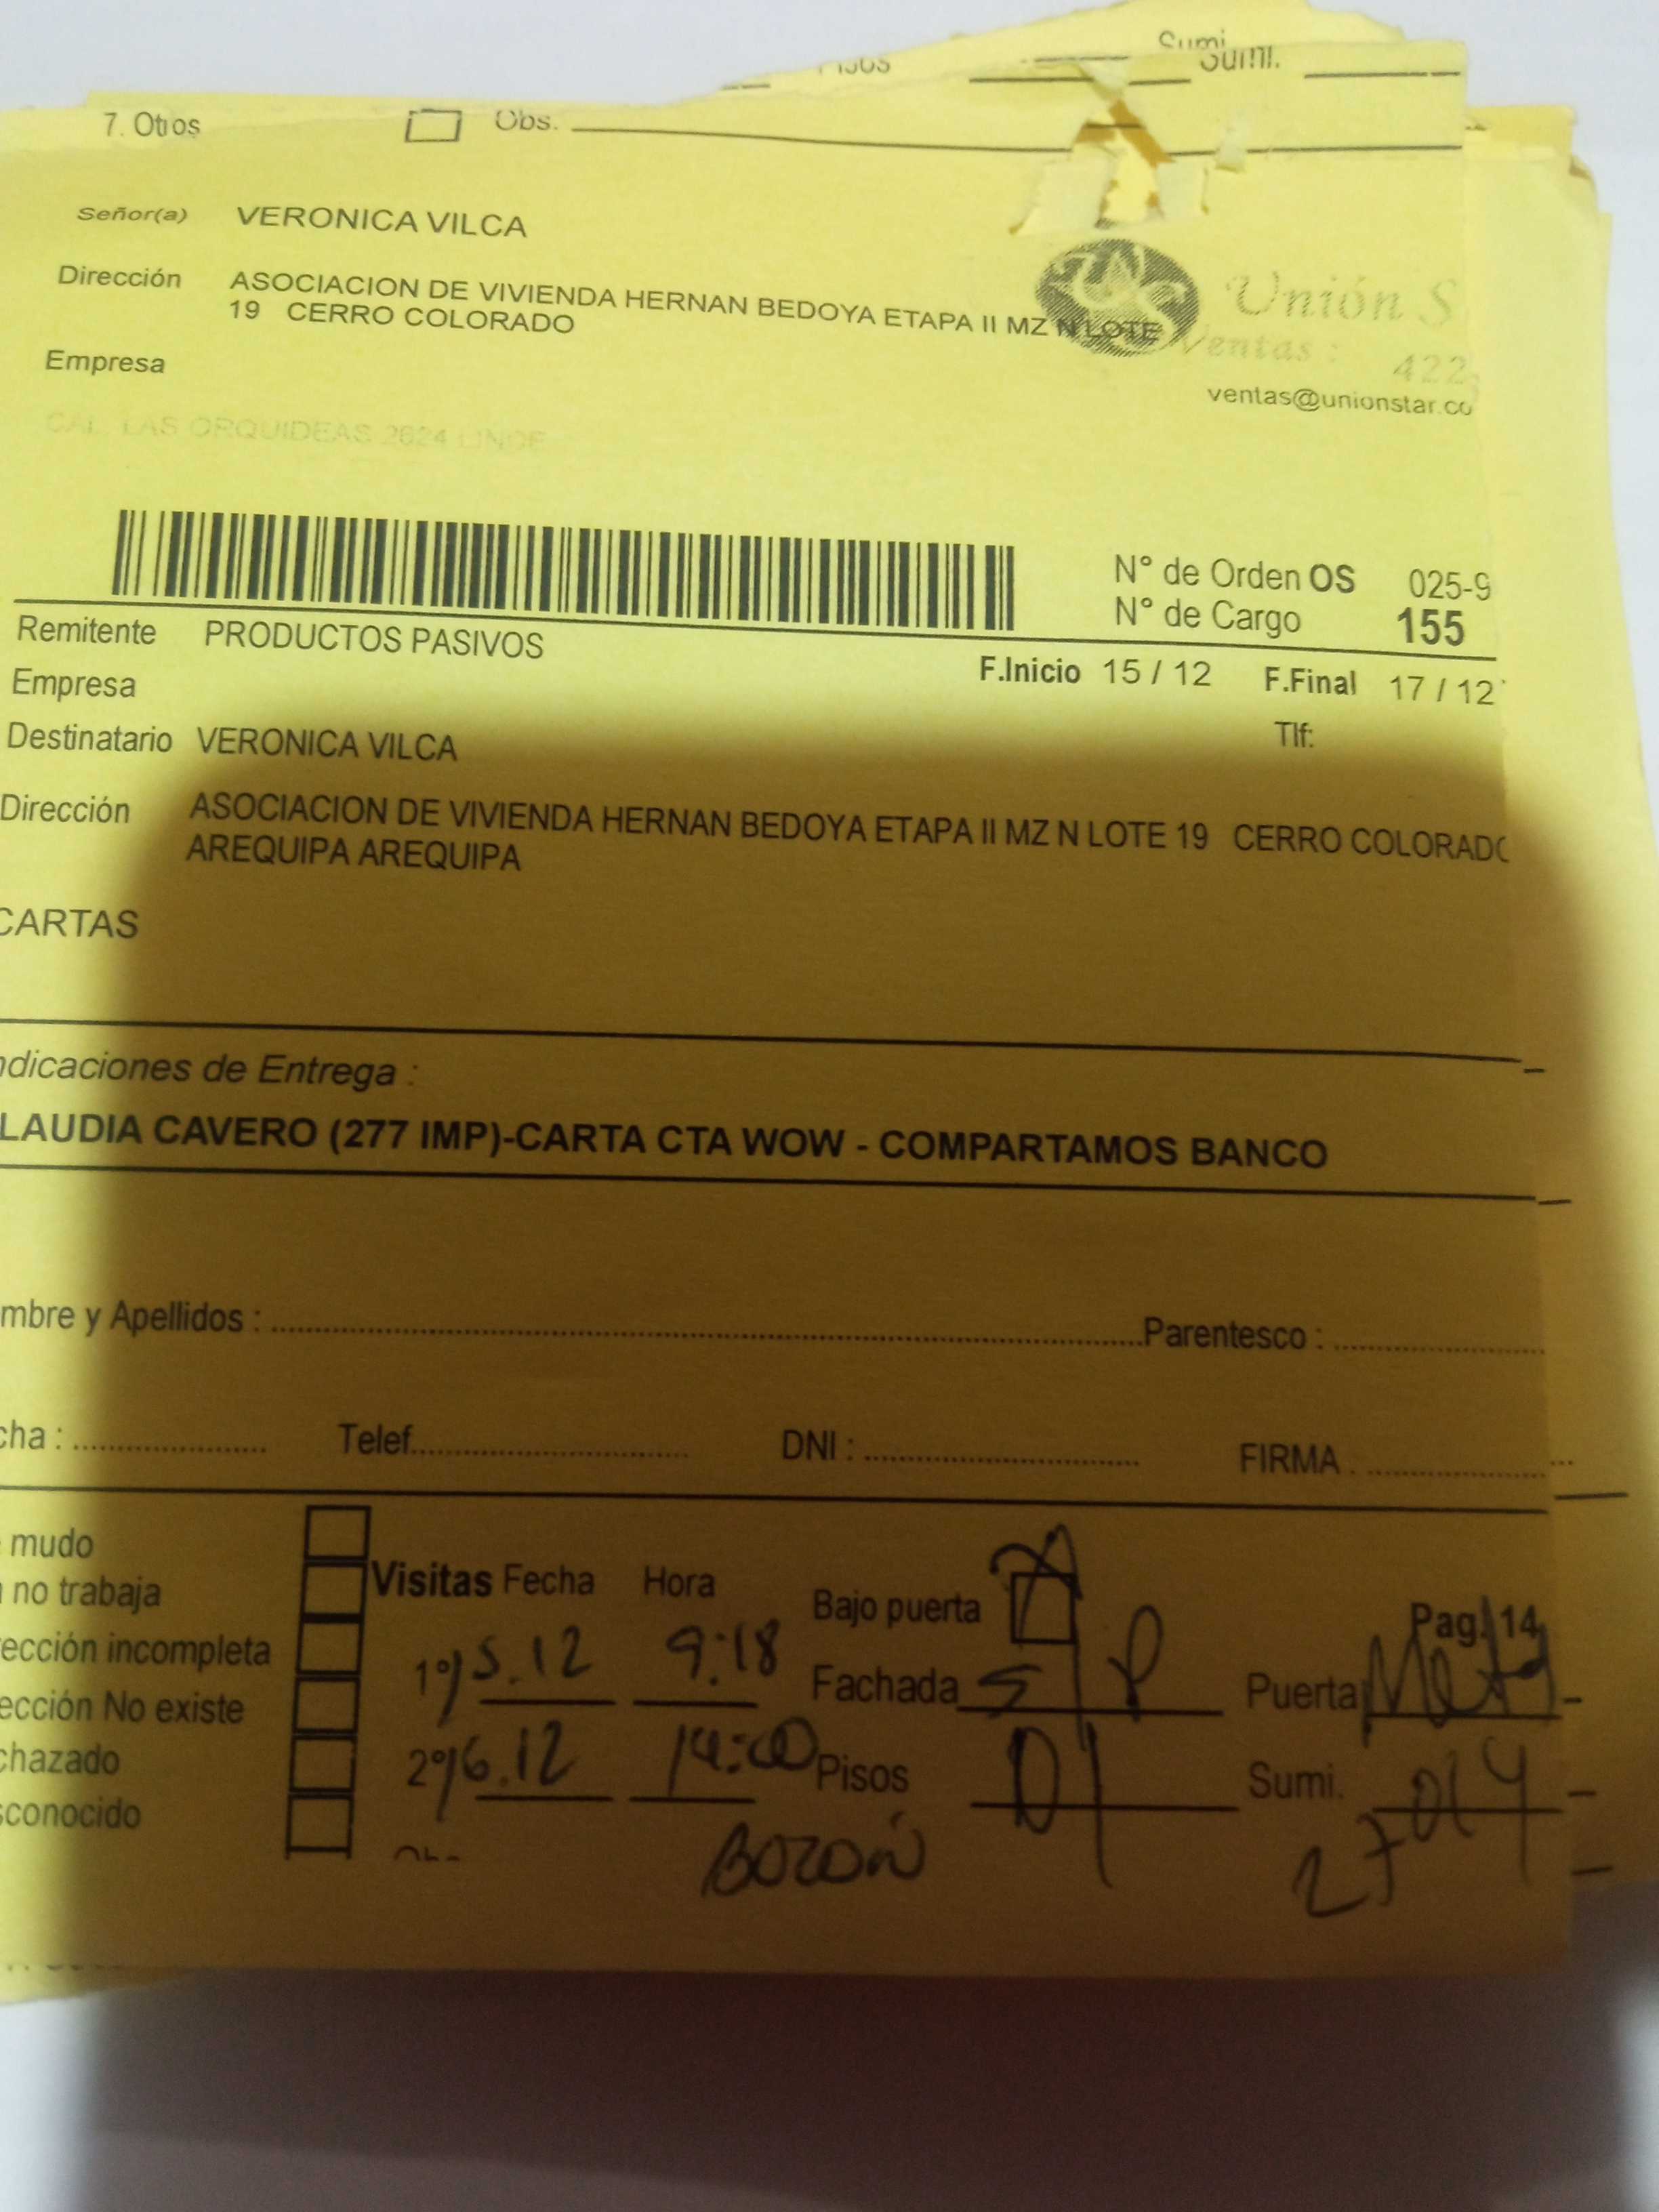 Sumi.
Pisos Sumi.
7. Otros Obs.
Señor(a) VERONICA VILCA
Dirección ASOCIACION DE VIVIENDA HERNAN BEDOYA ETAPA II MZ N LOTE
19 CERRO COLORADO
Unión S
Ventas : 422
Empresa
ventas@unionstar.co
CAL. LAS ORQUIDEAS 2624 LINCE
N° de Orden OS 025-9
N° de Cargo 155
Remitente PRODUCTOS PASIVOS
F.Inicio 15 / 12 F.Final 17 / 12
Empresa
Destinatario VERONICA VILCA Tlf:
Dirección ASOCIACION DE VIVIENDA HERNAN BEDOYA ETAPA II MZ N LOTE 19 CERRO COLORADO
AREQUIPA AREQUIPA
CARTAS
ndicaciones de Entrega :
LAUDIA CAVERO (277 IMP)-CARTA CTA WOW - COMPARTAMOS BANCO
mbre y Apellidos : Parentesco :
cha : Telef. DNI : FIRMA
mudo
no trabaja Visitas Fecha Hora Bajo puerta Pag. 14
ección incompleta 1º 15.12 9:18 Fachada Puerta Metal
ección No existe
chazado 2º 16.12 14:00 Pisos 01 Sumi.
sconocido
BUZON